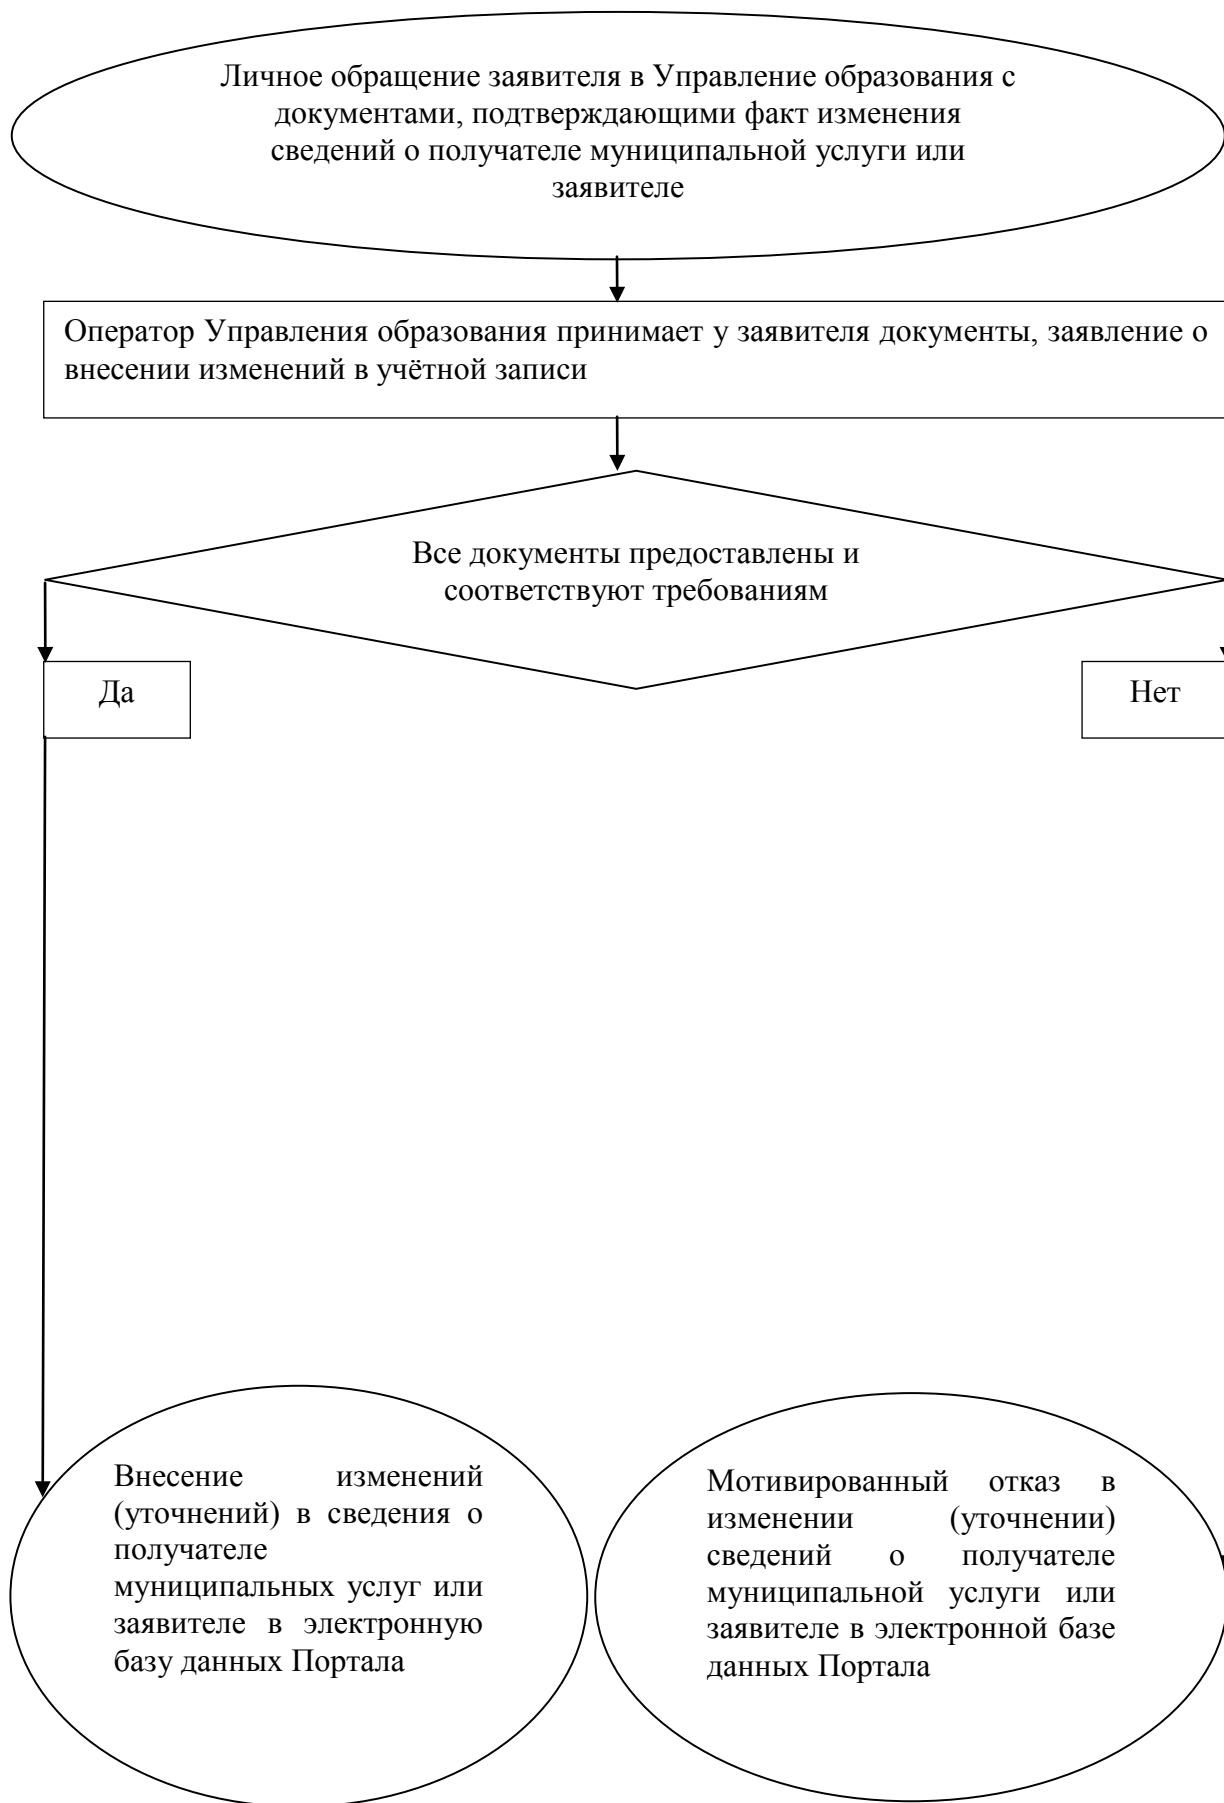 Личное обращение заявителя в Управление образования с
документами, подтверждающими факт изменения
сведений о получателе муниципальной услуги или
заявителе
Оператор Управления образования принимает у заявителя документы, заявление о
внесении изменений в учётной записи
Все документы предоставлены и
соответствуют требованиям
Да
Нет
Внесение изменений
(уточнений) в сведения о
получателе
муниципальных услуг или
заявителе в электронную
базу данных Портала
Мотивированный отказ в
изменении (уточнении)
сведений о получателе
муниципальной услуги или
заявителе в электронной базе
данных Портала